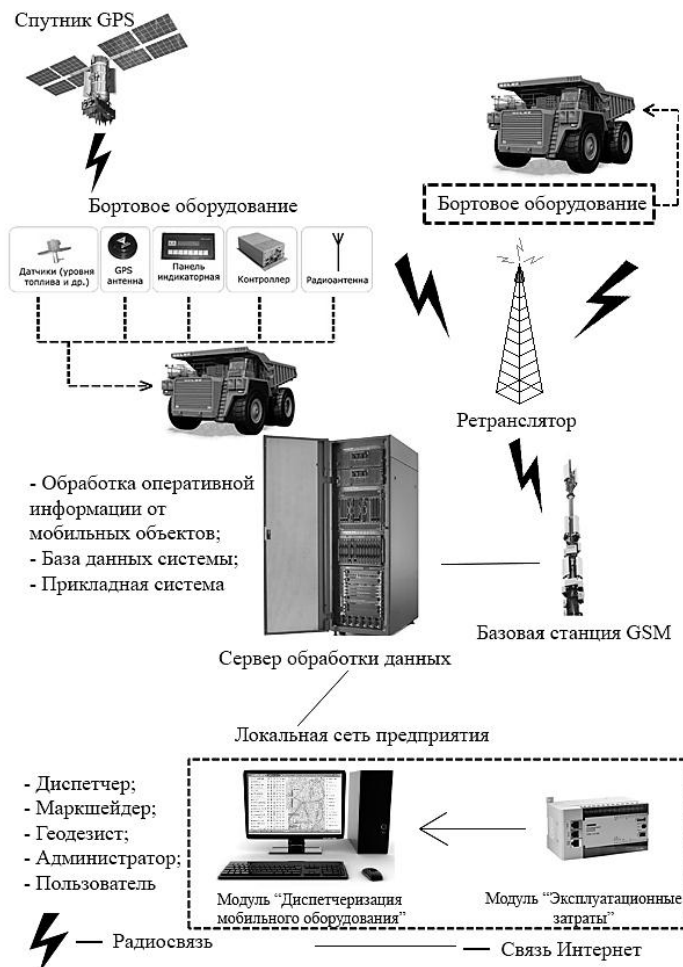 Спутник GPS
Бортовое оборудование
Бортовое оборудование
Датчики (уровня
топлива и др.)
GPS
антенна
Панель
индикаторная
Контроллер
Радиоантенна
Ретранслятор
- Обработка оперативной
информации от
мобильных объектов;
- База данных системы;
- Прикладная система
Базовая станция GSM
Сервер обработки данных
Локальная сеть предприятия
- Диспетчер;
- Маркшейдер;
- Геодезист;
- Администратор;
- Пользователь
Модуль “Диспетчеризация
мобильного оборудования”
Модуль “Эксплуатационные
затраты”
— Радиосвязь
— Связь Интернет